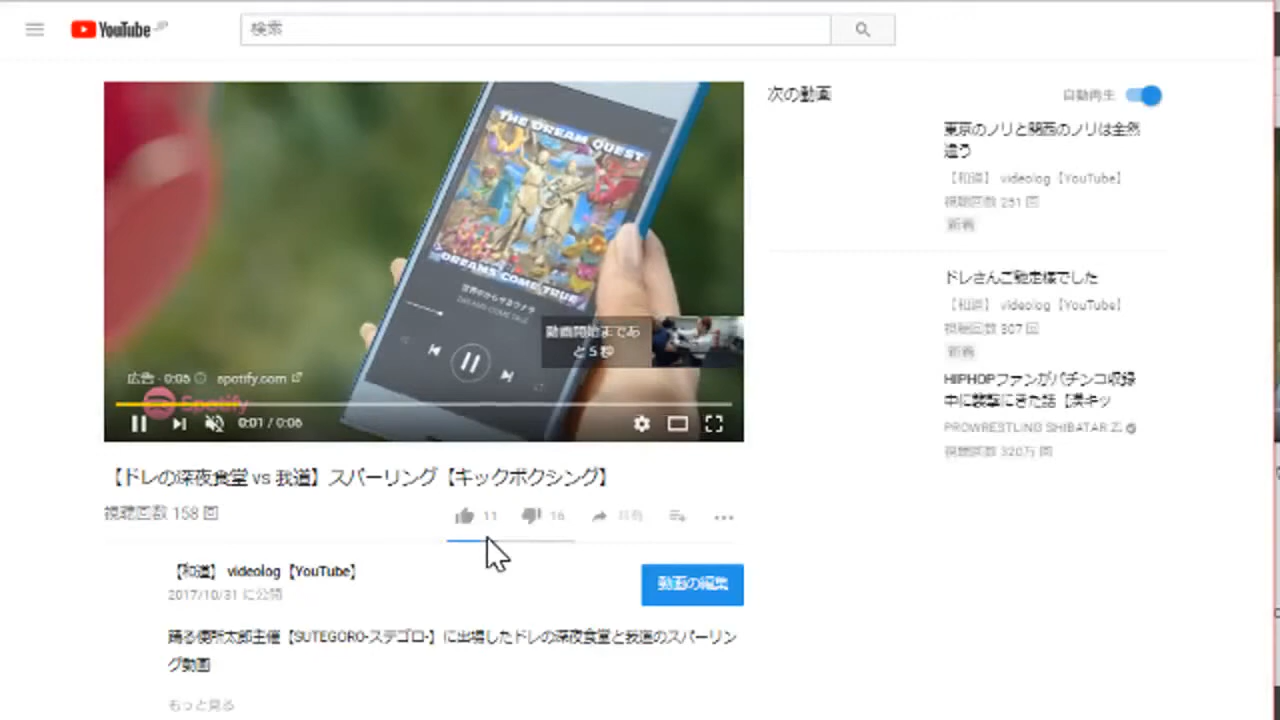 YouTube JP
検索
THE DREAM QUEST
DREAMS COME TRUE
DREAMS COME TRUE
動画開始まであ
と 5 秒
広告 · 0:05 spotify.com
Spotify
0:01 / 0:06
【ドレの深夜食堂 vs 我道】スパーリング【キックボクシング】
視聴回数 158 回
11
16
共有
【和道】 videolog【YouTube】
2017/10/31 に公開
動画の編集
踊る便所太郎主催【SUTEGORO-ステゴロ-】に出場したドレの深夜食堂と我道のスパーリン
グ動画
もっと見る
次の動画
自動再生
東京のノリと関西のノリは全然
違う
【和道】 videolog【YouTube】
視聴回数 251 回
新着
ドレさんご馳走様でした
【和道】 videolog【YouTube】
視聴回数 307 回
新着
HIPHOPファンがパチンコ収録
中に襲撃にきた話【漢キッ
PROWRESTLING SHIBATAR ZZ
視聴回数 320万 回